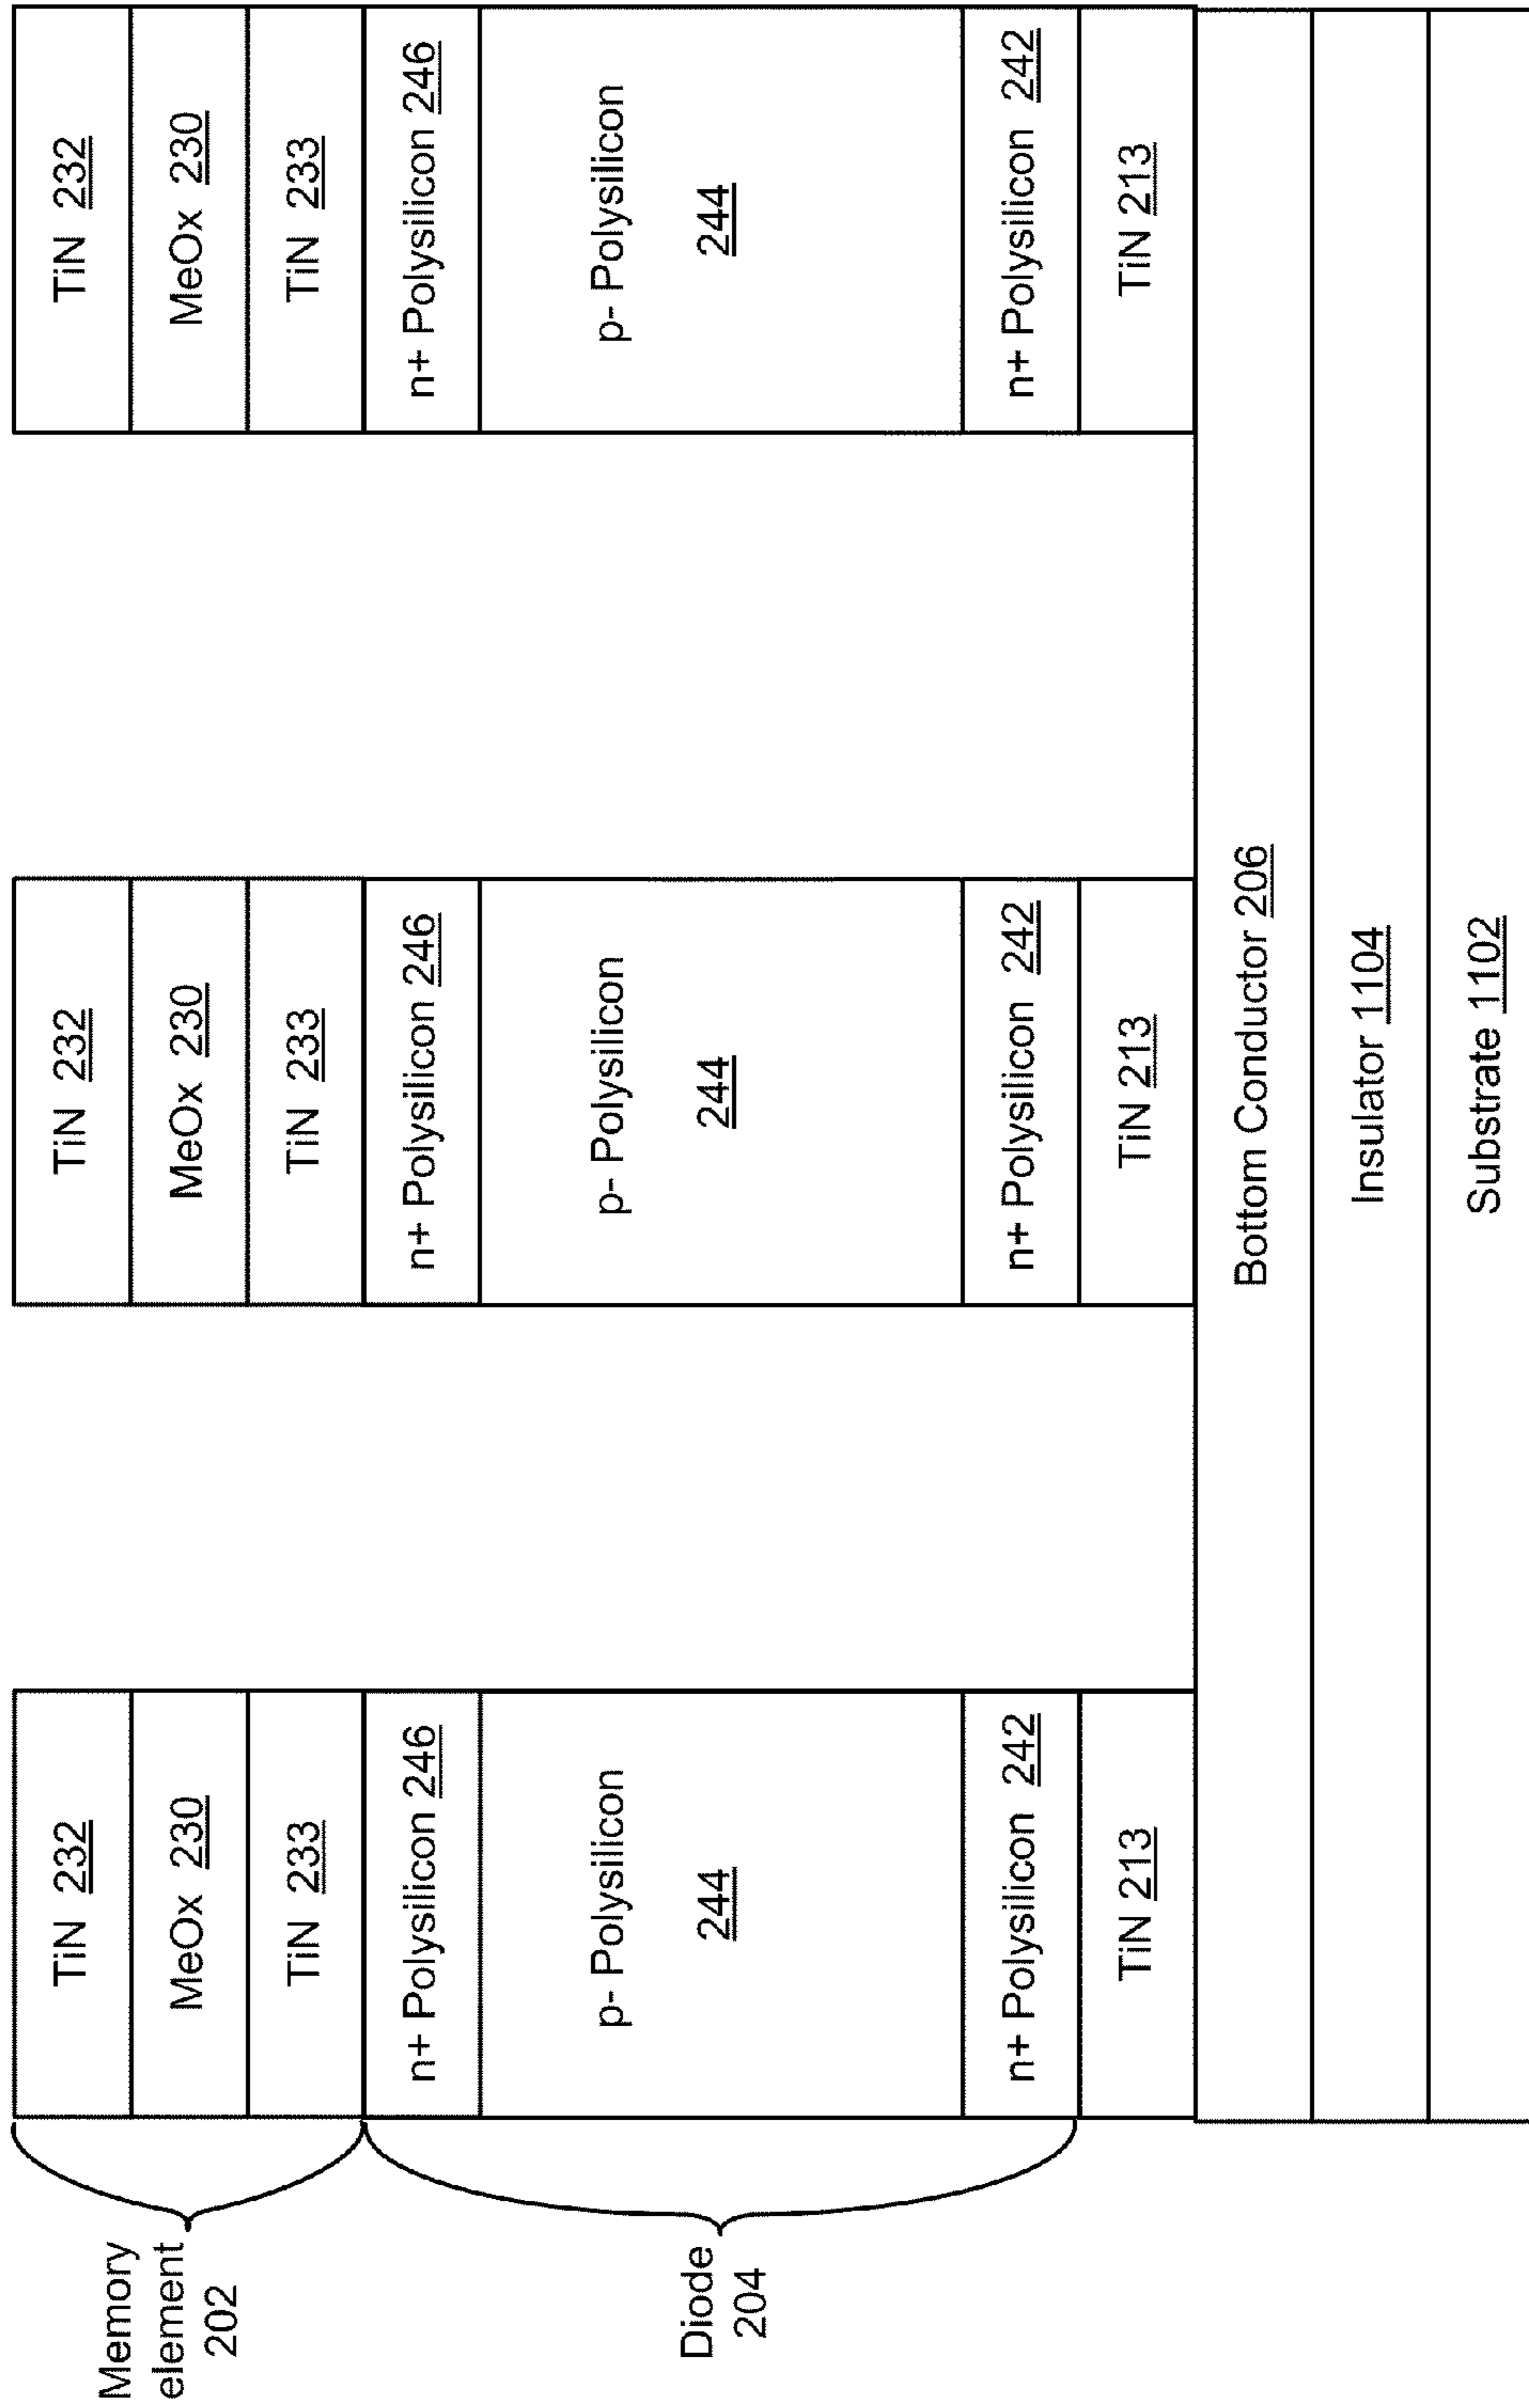 Memory
element
202
Diode
204
TiN 232
MeOx 230
TiN 233
n+ Polysilicon 246
p- Polysilicon
244
n+ Polysilicon 242
TiN 213
TiN 232
MeOx 230
TiN 233
n+ Polysilicon 246
p- Polysilicon
244
n+ Polysilicon 242
TiN 213
TiN 232
MeOx 230
TiN 233
n+ Polysilicon 246
p- Polysilicon
244
n+ Polysilicon 242
TiN 213
Bottom Conductor 206
Insulator 1104
Substrate 1102